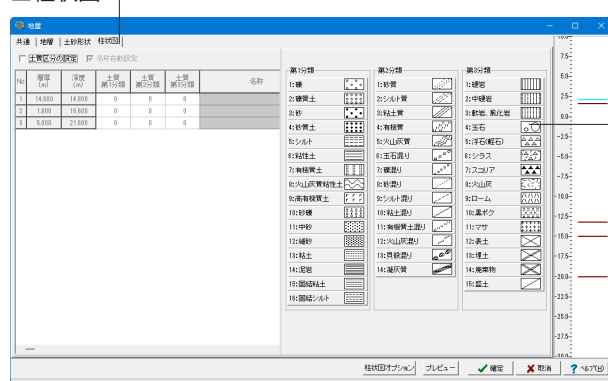 地盤
共通 地層 土砂形状 柱状図
土質区分の設定 名称自動設定
No 層厚(m) 深度(m) 土質第1分類 土質第2分類 土質第3分類 名称
1 14.800 14.800 0 0 0
2 1.800 16.600 0 0 0
3 5.000 21.600 0 0 0
第1分類
1:礫
2:礫質土
3:砂
4:砂質土
5:シルト
6:粘性土
7:有機質土
8:火山灰質粘性土
9:高有機質土
10:砂礫
11:中砂
12:細砂
13:粘土
14:泥岩
15:固結粘土
16:固結シルト
第2分類
1:砂質
2:シルト質
3:粘土質
4:有機質
5:火山灰質
6:玉石混り
7:礫混り
8:砂混り
9:シルト混り
10:粘土混り
11:有機質土混り
12:火山灰混り
13:貝殻混り
14:凝灰質
第3分類
1:硬岩
2:中硬岩
3:軟岩、風化岩
4:玉石
5:浮石(軽石)
6:シラス
7:スコリア
8:火山灰
9:ローム
10:黒ボク
11:マサ
12:表土
13:埋土
14:廃棄物
15:盛土
10.0
7.5
5.0
2.5
0.0
-2.5
-5.0
-7.5
-10.0
-12.5
-15.0
-17.5
-20.0
-22.5
-25.0
-27.5
柱状図オプション プレビュー 確定 取消 ? ヘルプ(H)